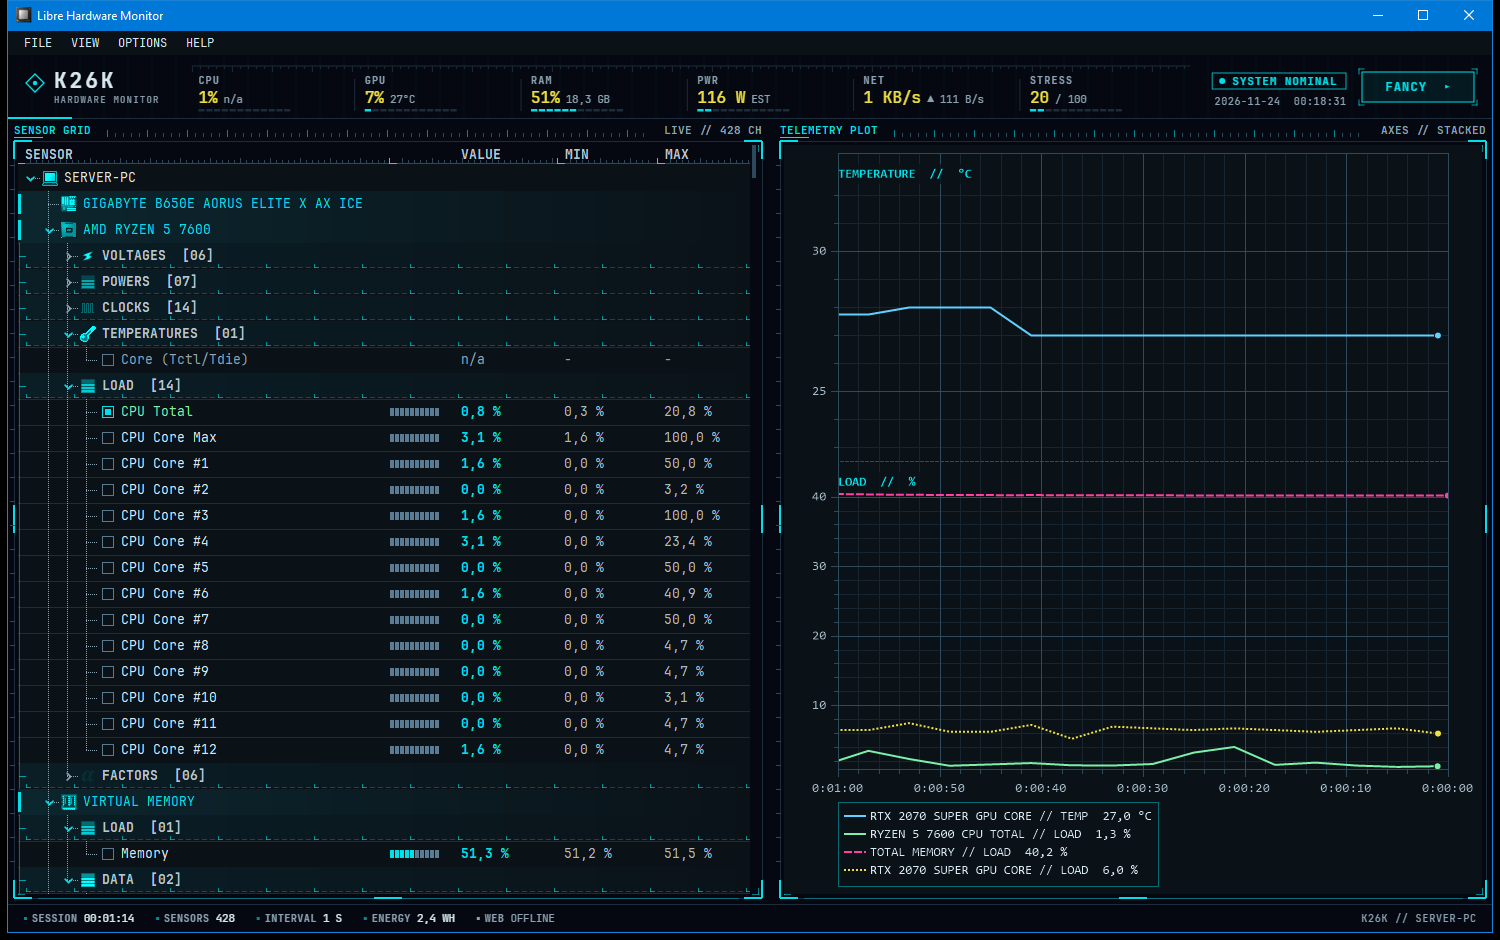 Libre Hardware Monitor
FILE VIEW OPTIONS HELP
K26K
HARDWARE MONITOR
CPU
1% n/a
GPU
7% 27°C
RAM
51% 18,3 GB
PWR
116 W EST
NET
1 KB/s ▲ 111 B/s
STRESS
20 / 100
SYSTEM NOMINAL
2026-11-24 00:18:31
FANCY
SENSOR GRID
LIVE // 428 CH
SENSOR VALUE MIN MAX
SERVER-PC
GIGABYTE B650E AORUS ELITE X AX ICE
AMD RYZEN 5 7600
VOLTAGES [06]
POWERS [07]
CLOCKS [14]
TEMPERATURES [01]
Core (Tctl/Tdie) n/a - -
LOAD [14]
CPU Total 0,8 % 0,3 % 20,8 %
CPU Core Max 3,1 % 1,6 % 100,0 %
CPU Core #1 1,6 % 0,0 % 50,0 %
CPU Core #2 0,0 % 0,0 % 3,2 %
CPU Core #3 1,6 % 0,0 % 100,0 %
CPU Core #4 3,1 % 0,0 % 23,4 %
CPU Core #5 0,0 % 0,0 % 50,0 %
CPU Core #6 1,6 % 0,0 % 40,9 %
CPU Core #7 0,0 % 0,0 % 50,0 %
CPU Core #8 0,0 % 0,0 % 4,7 %
CPU Core #9 0,0 % 0,0 % 4,7 %
CPU Core #10 0,0 % 0,0 % 3,1 %
CPU Core #11 0,0 % 0,0 % 4,7 %
CPU Core #12 1,6 % 0,0 % 4,7 %
FACTORS [06]
VIRTUAL MEMORY
LOAD [01]
Memory 51,3 % 51,2 % 51,5 %
DATA [02]
TELEMETRY PLOT
AXES // STACKED
TEMPERATURE // °C
30
25
LOAD // %
40
30
20
10
0:01:00 0:00:50 0:00:40 0:00:30 0:00:20 0:00:10 0:00:00
RTX 2070 SUPER GPU CORE // TEMP 27,0 °C
RYZEN 5 7600 CPU TOTAL // LOAD 1,3 %
TOTAL MEMORY // LOAD 40,2 %
RTX 2070 SUPER GPU CORE // LOAD 6,0 %
SESSION 00:01:14 SENSORS 428 INTERVAL 1 S ENERGY 2,4 WH WEB OFFLINE
K26K // SERVER-PC